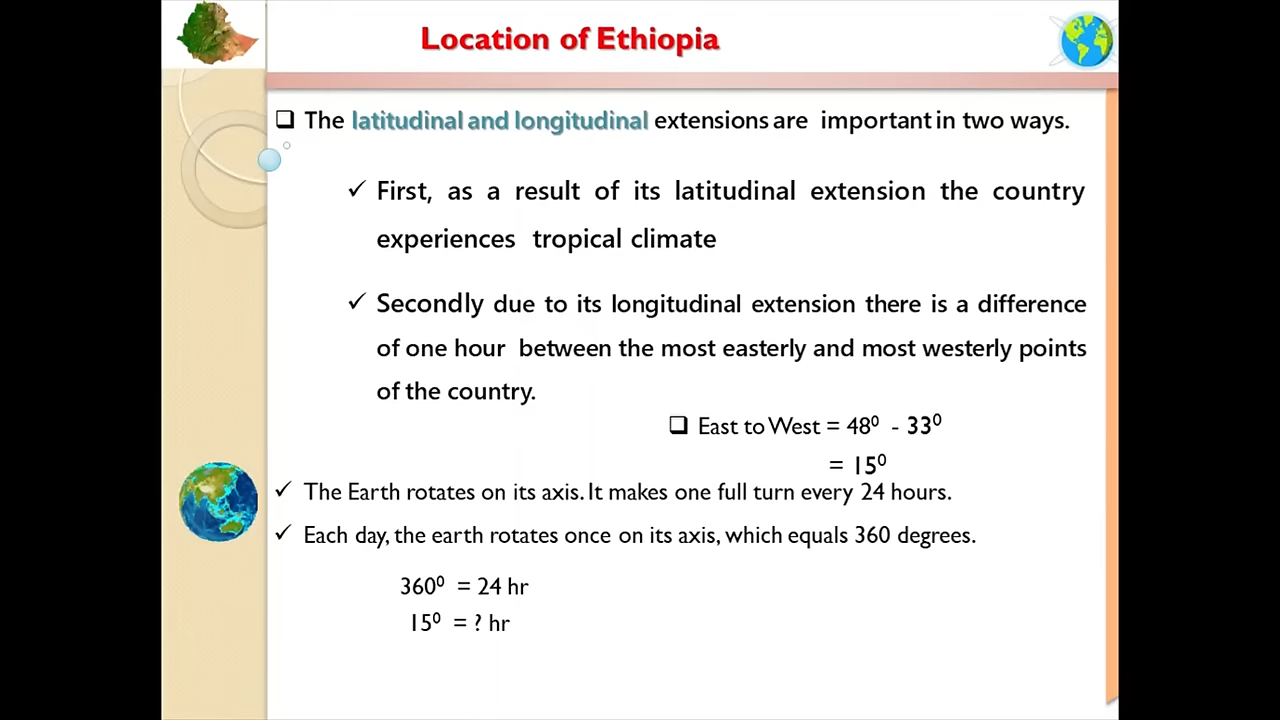 Location of Ethiopia
❑ The latitudinal and longitudinal extensions are important in two ways.
✓ First, as a result of its latitudinal extension the country
experiences tropical climate
✓ Secondly due to its longitudinal extension there is a difference
of one hour between the most easterly and most westerly points
of the country.
❑ East to West = 48⁰ - 33⁰
= 15⁰
✓ The Earth rotates on its axis. It makes one full turn every 24 hours.
✓ Each day, the earth rotates once on its axis, which equals 360 degrees.
360⁰ = 24 hr
15⁰ = ? hr